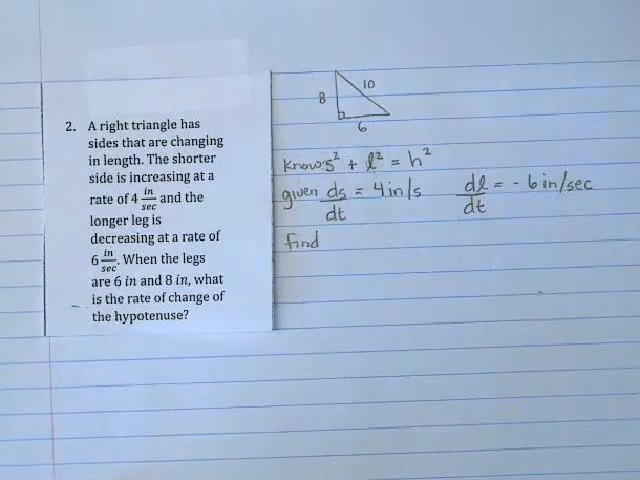 2. A right triangle has
sides that are changing
in length. The shorter
side is increasing at a
rate of 4 in/sec and the
longer leg is
decreasing at a rate of
6 in/sec. When the legs
are 6 in and 8 in, what
is the rate of change of
the hypotenuse?
8
10
6
know: s² + l² = h²
given ds/dt = 4 in/s dl/dt = -6 in/sec
find